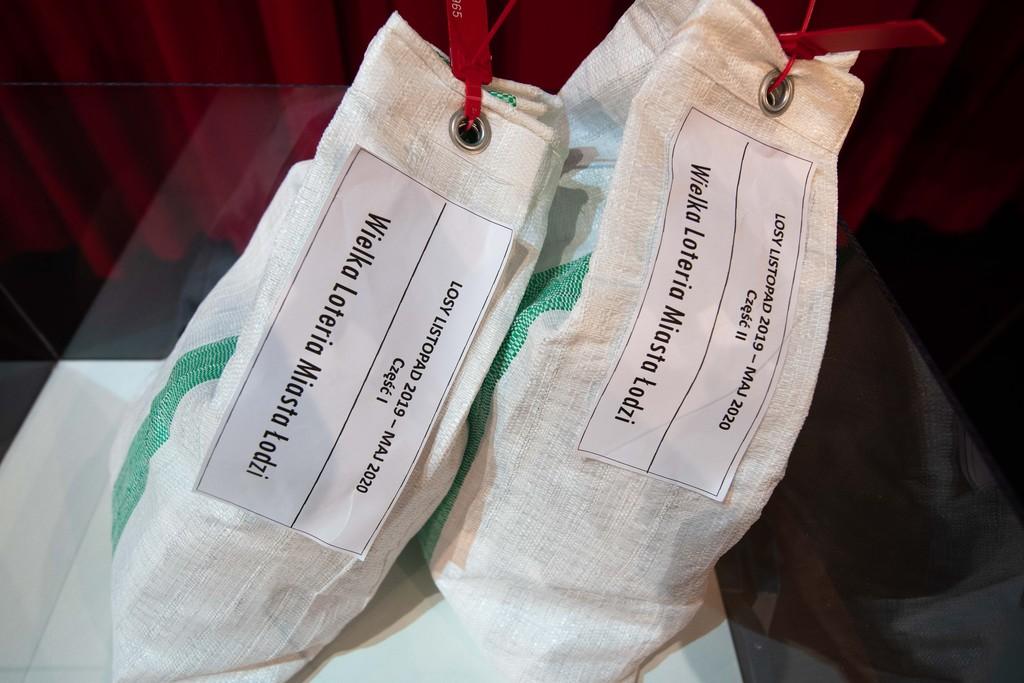 965
Wielka Loteria Miasta Łodzi
LOSY LISTOPAD 2019 – MAJ 2020
Część I
Wielka Loteria Miasta Łodzi
LOSY LISTOPAD 2019 – MAJ 2020
Część II